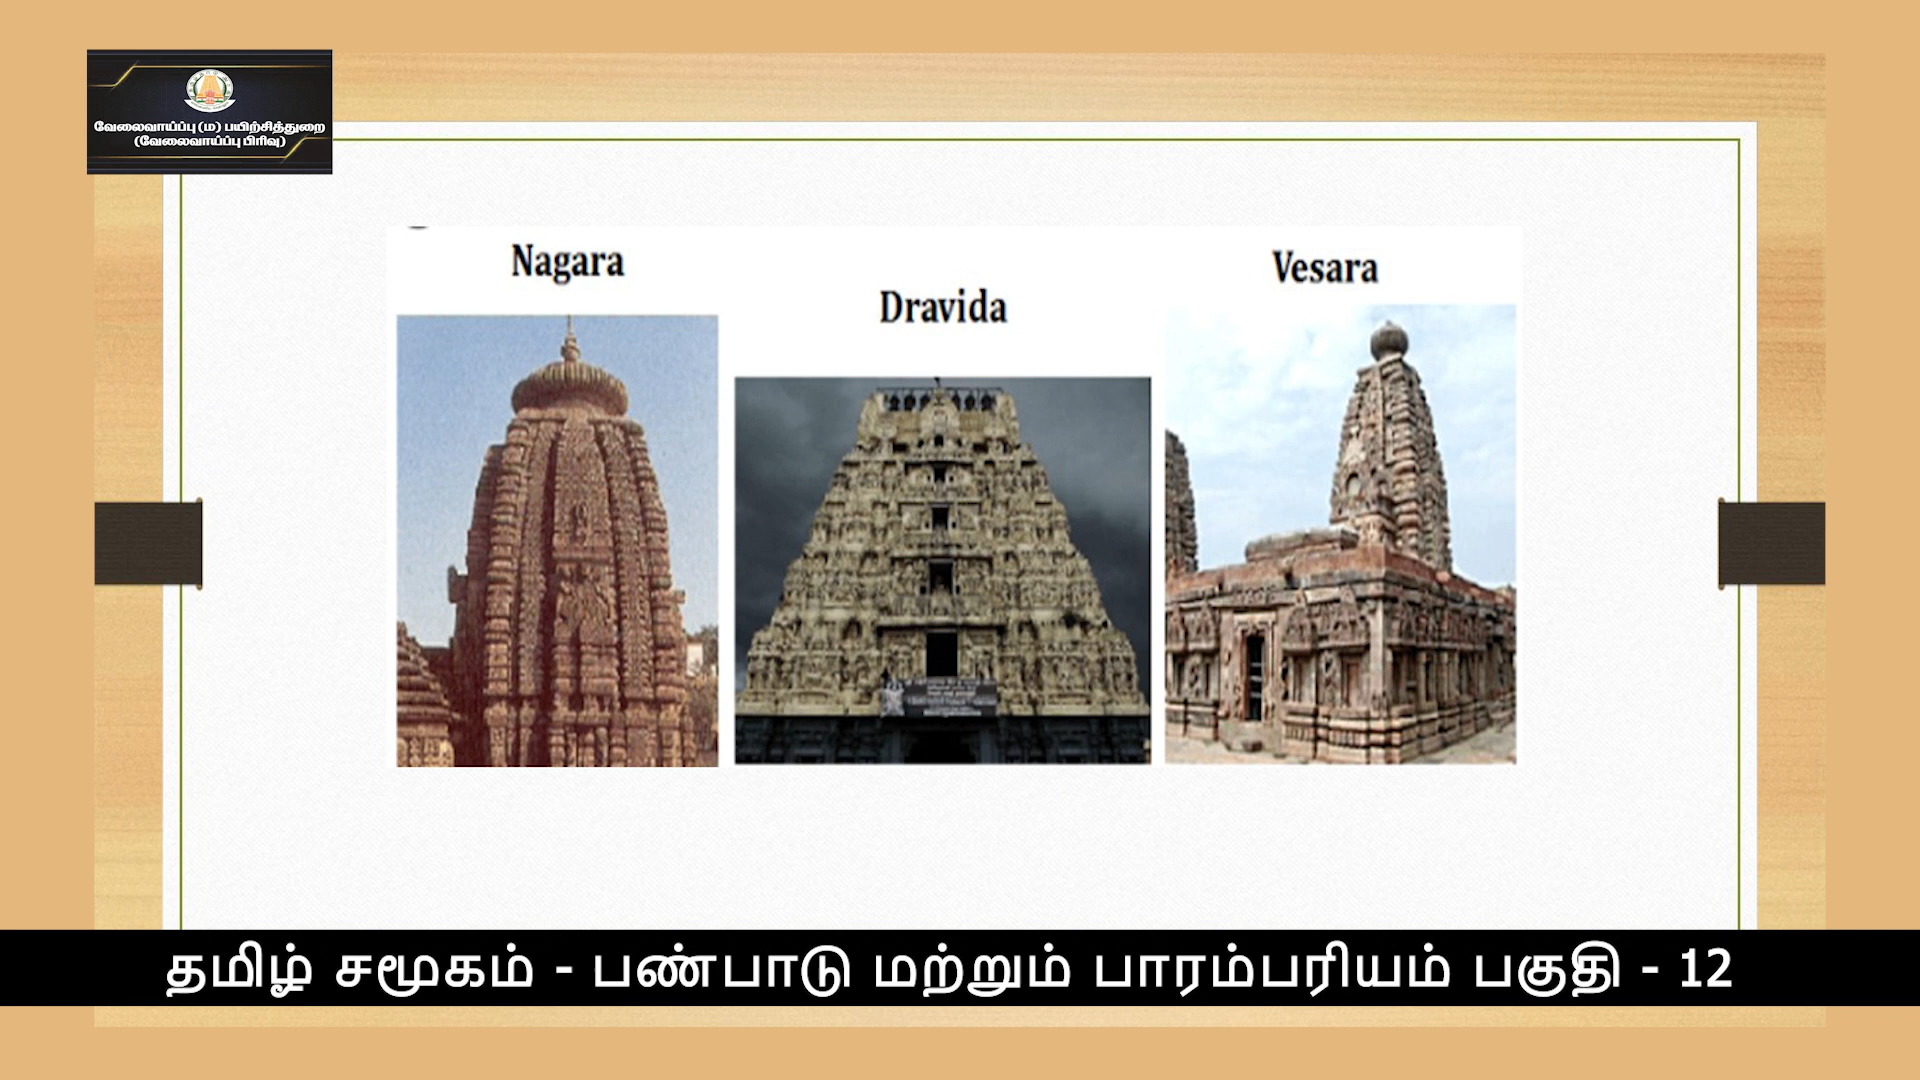 வேலைவாய்ப்பு (ம) பயிற்சித்துறை
(வேலைவாய்ப்பு பிரிவு)
Nagara
Dravida
Vesara
தமிழ் சமூகம் - பண்பாடு மற்றும் பாரம்பரியம் பகுதி - 12